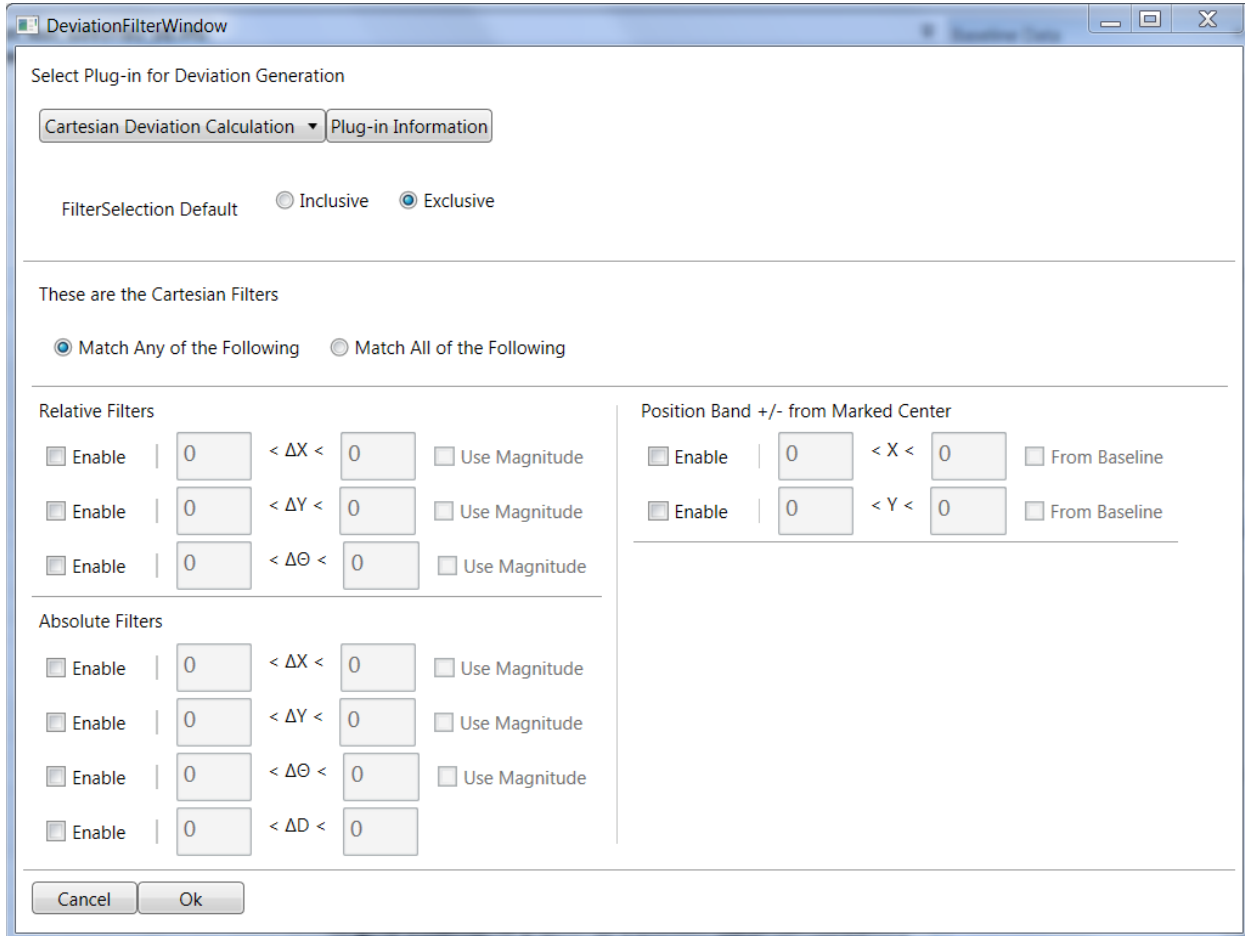 DeviationFilterWindow
Baseline Data
Select Plug-in for Deviation Generation
Cartesian Deviation Calculation Plug-in Information
FilterSelection Default Inclusive Exclusive
These are the Cartesian Filters
Match Any of the Following Match All of the Following
Relative Filters
Enable 0 < ΔX < 0 Use Magnitude
Enable 0 < ΔY < 0 Use Magnitude
Enable 0 < ΔΘ < 0 Use Magnitude
Absolute Filters
Enable 0 < ΔX < 0 Use Magnitude
Enable 0 < ΔY < 0 Use Magnitude
Enable 0 < ΔΘ < 0 Use Magnitude
Enable 0 < ΔD < 0
Position Band +/- from Marked Center
Enable 0 < X < 0 From Baseline
Enable 0 < Y < 0 From Baseline
Cancel Ok